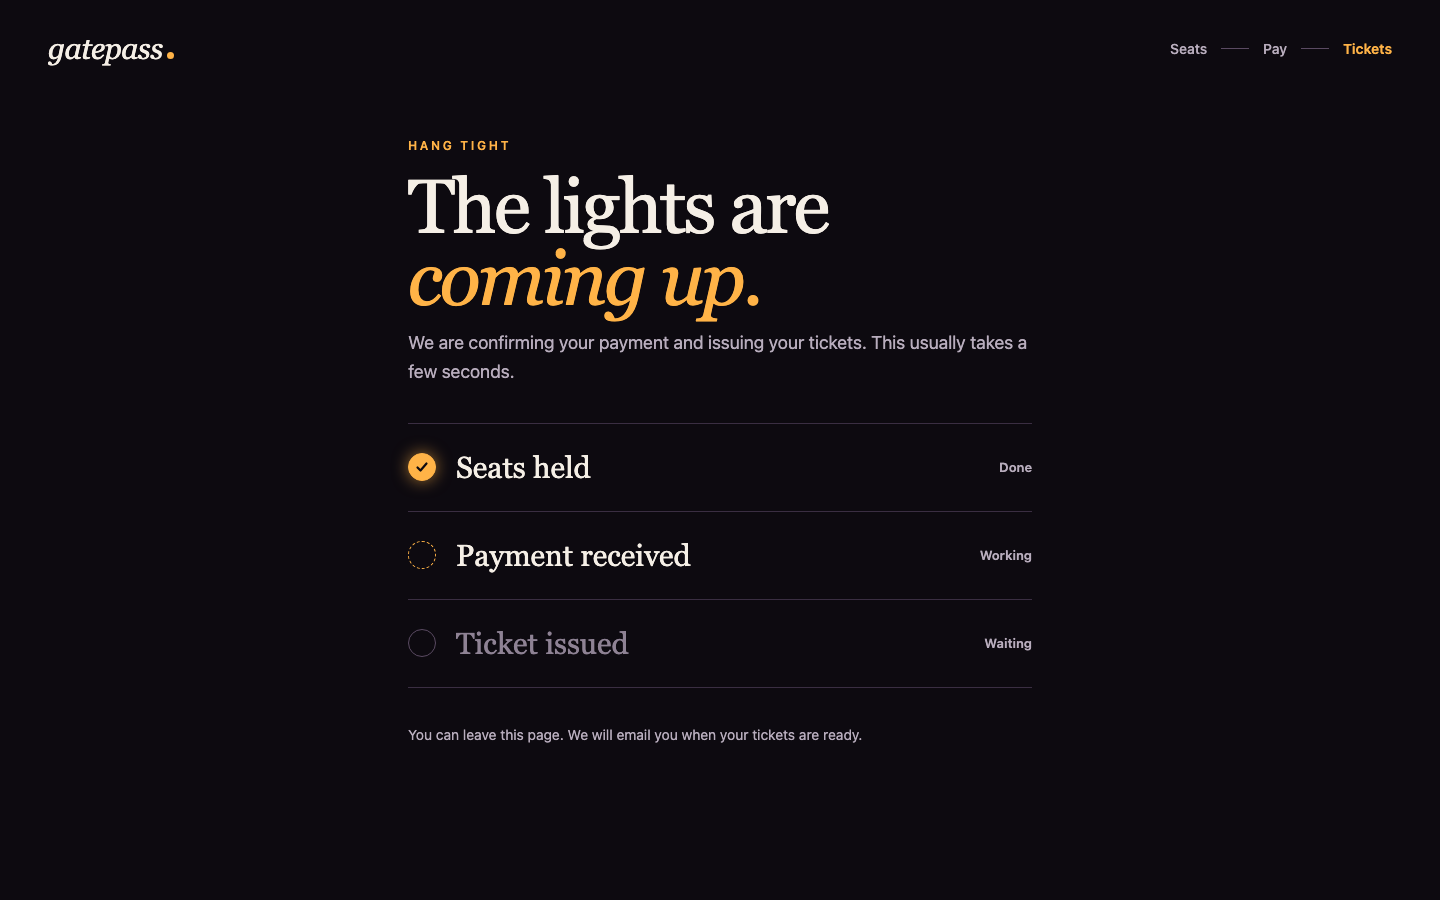 gatepass.
Seats Pay Tickets
HANG TIGHT
The lights are
coming up.
We are confirming your payment and issuing your tickets. This usually takes a
few seconds.
Seats held Done
Payment received Working
Ticket issued Waiting
You can leave this page. We will email you when your tickets are ready.